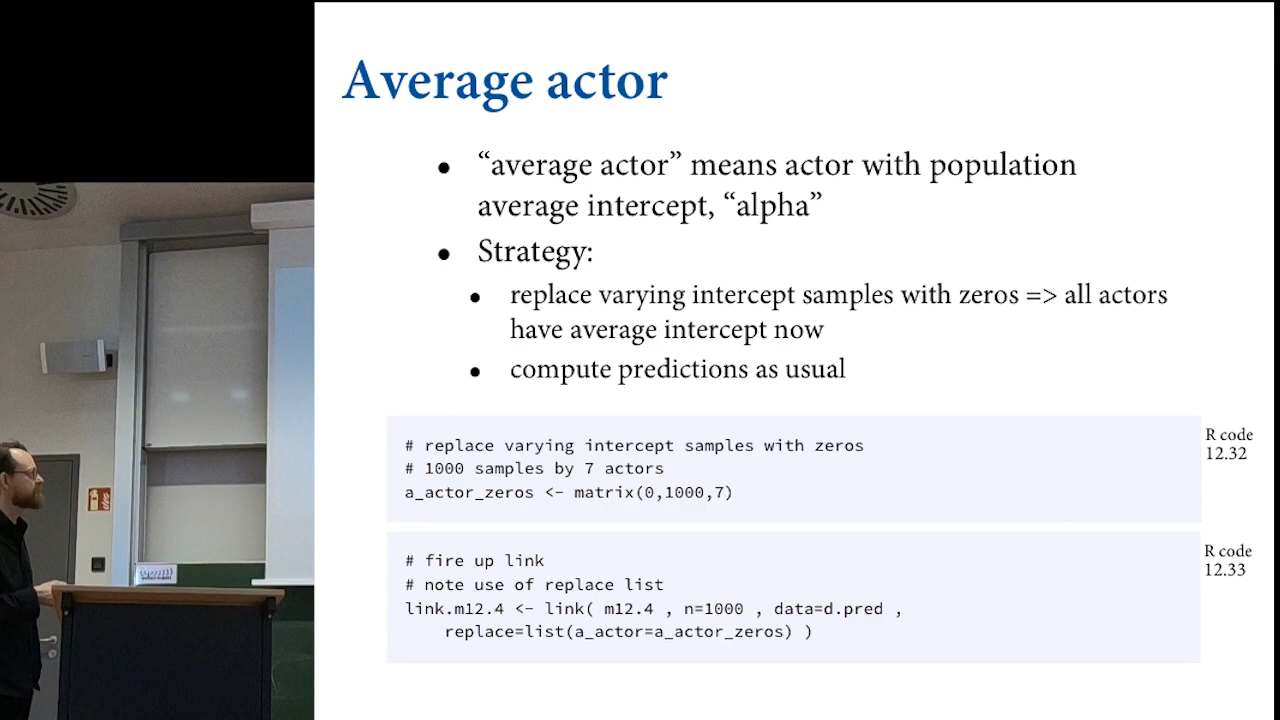 Average actor
• “average actor” means actor with population
average intercept, “alpha”
• Strategy:
• replace varying intercept samples with zeros => all actors
have average intercept now
• compute predictions as usual
# replace varying intercept samples with zeros
# 1000 samples by 7 actors
a_actor_zeros <- matrix(0,1000,7)
R code
12.32
# fire up link
# note use of replace list
link.m12.4 <- link( m12.4 , n=1000 , data=d.pred ,
replace=list(a_actor=a_actor_zeros) )
R code
12.33